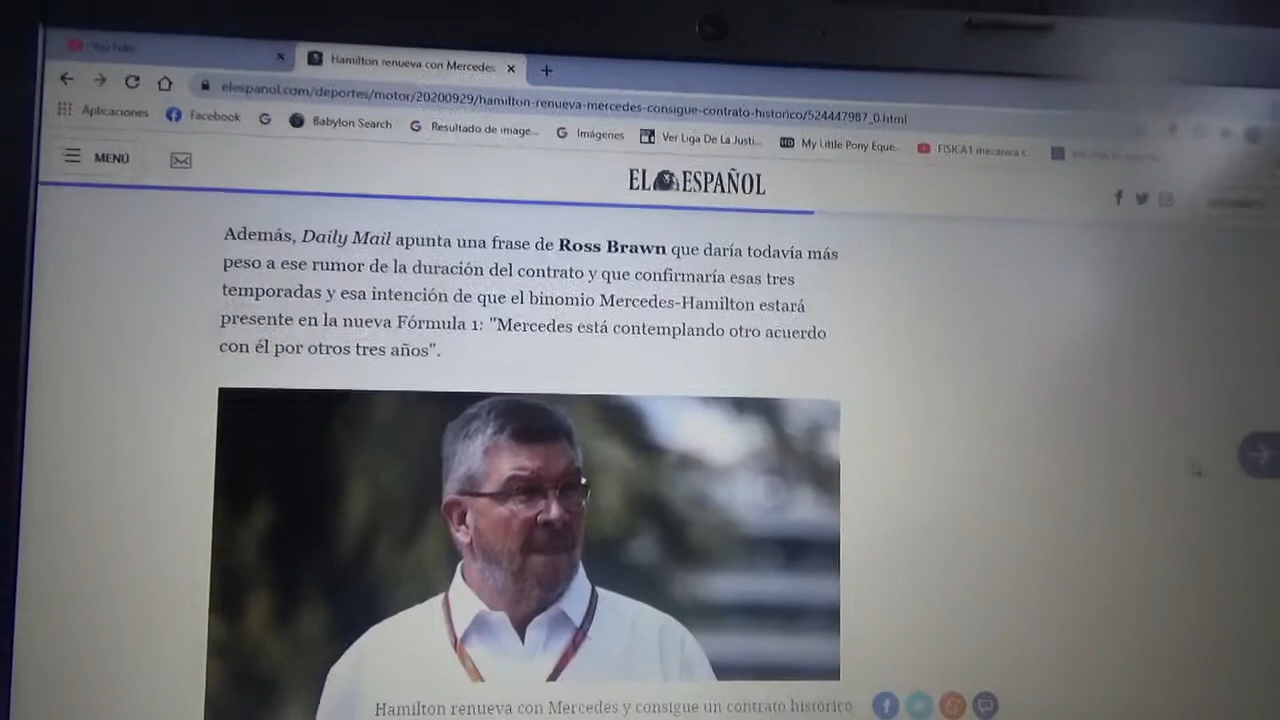 YouTube
Hamilton renueva con Mercedes
elespanol.com/deportes/motor/20200929/hamilton-renueva-mercedes-consigue-contrato-historico/524447987_0.html
Aplicaciones Facebook Babylon Search Resultado de image... Imágenes Ver Liga De La Justi... My Little Pony Eque... FISICA1
MENÚ
EL ESPAÑOL
Además, Daily Mail apunta una frase de Ross Brawn que daría todavía más
peso a ese rumor de la duración del contrato y que confirmaría esas tres
temporadas y esa intención de que el binomio Mercedes-Hamilton estará
presente en la nueva Fórmula 1: "Mercedes está contemplando otro acuerdo
con él por otros tres años".
Hamilton renueva con Mercedes y consigue un contrato histórico